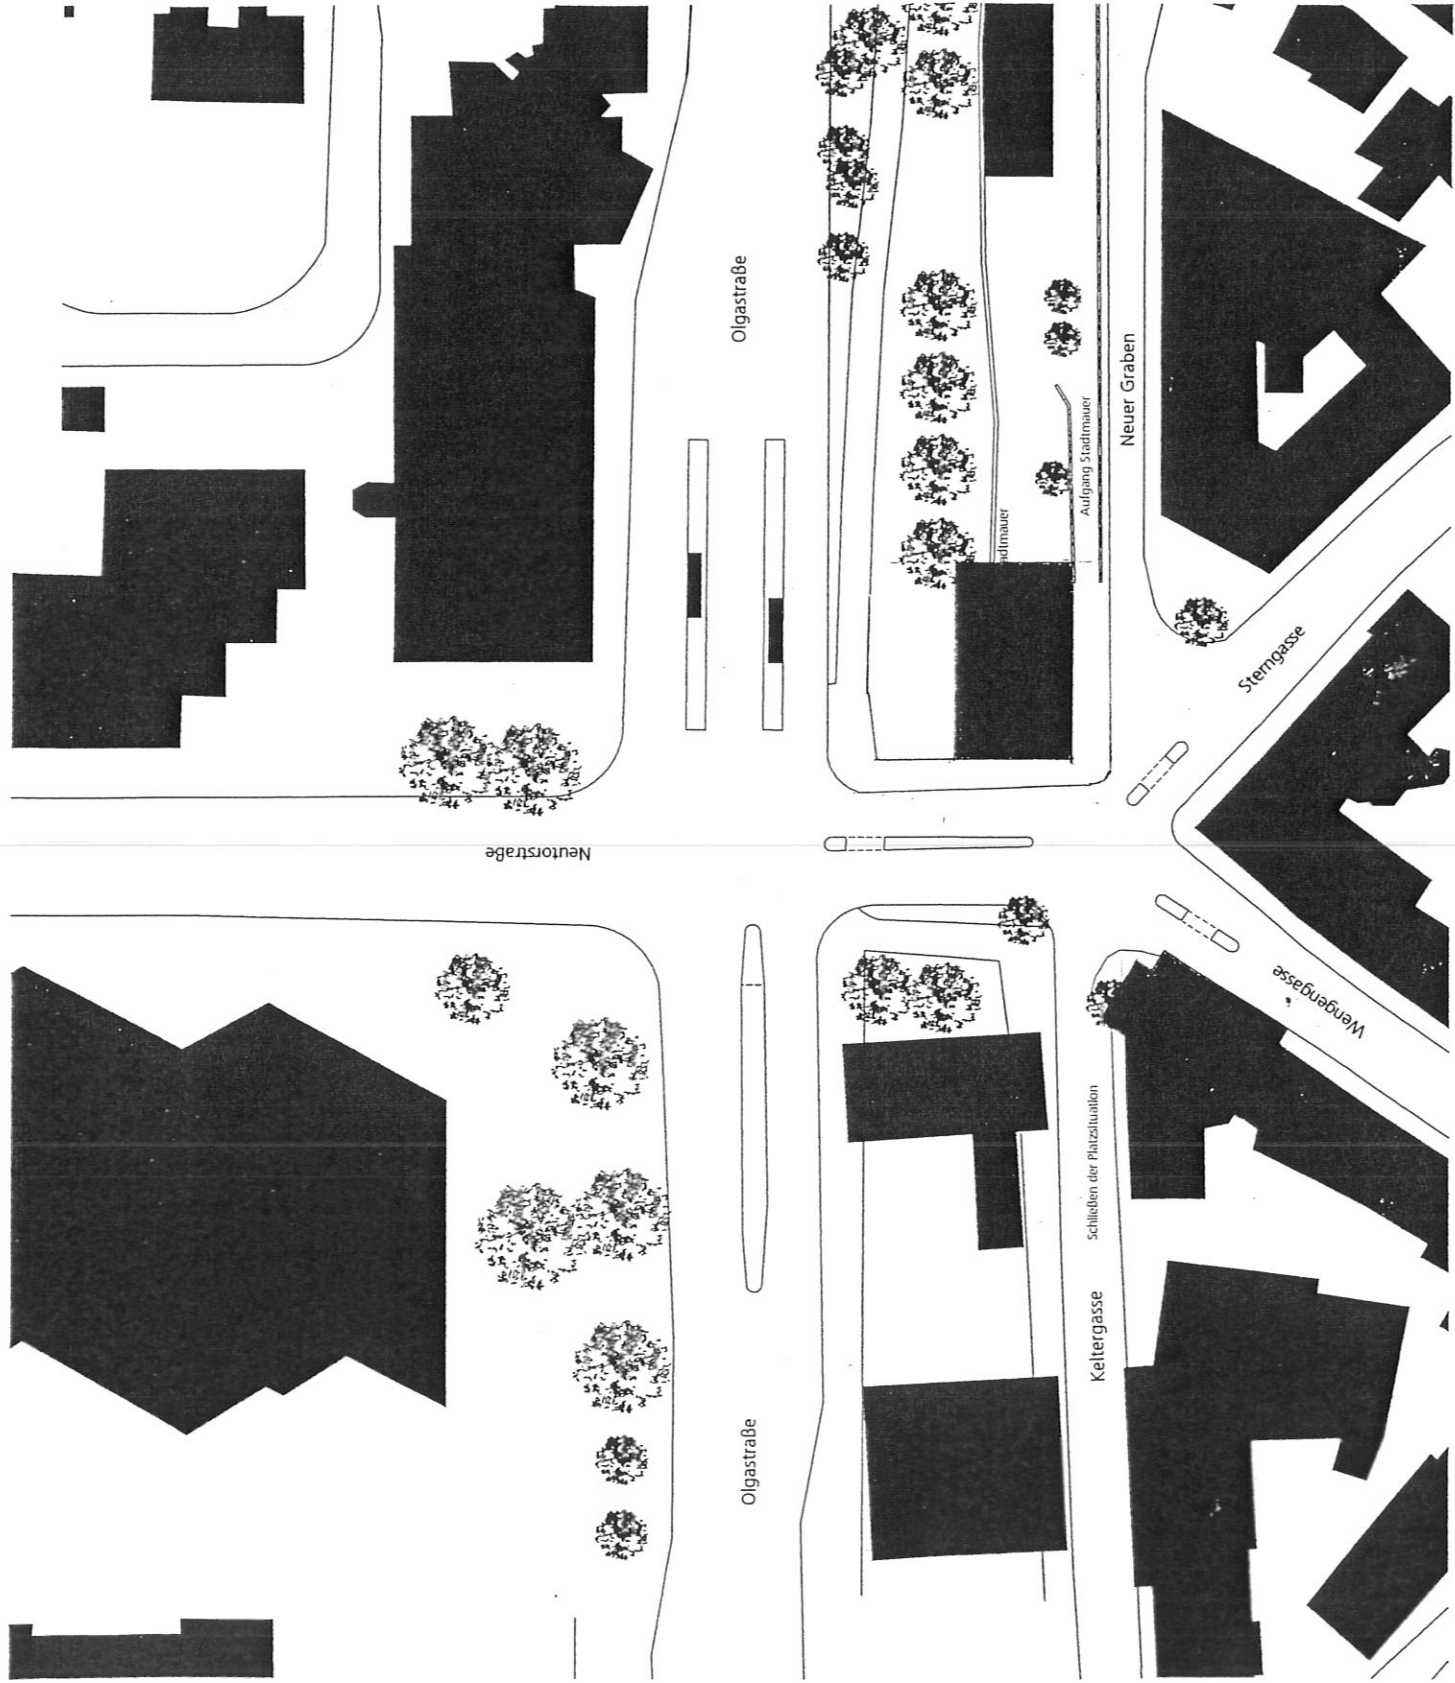 Olgastraße
Neuer Graben
Aufgang Stadtmauer
adtmauer
Sterngasse
Neutorstraße
Wengengasse
Schließen der Platzsituation
Keltergasse
Olgastraße